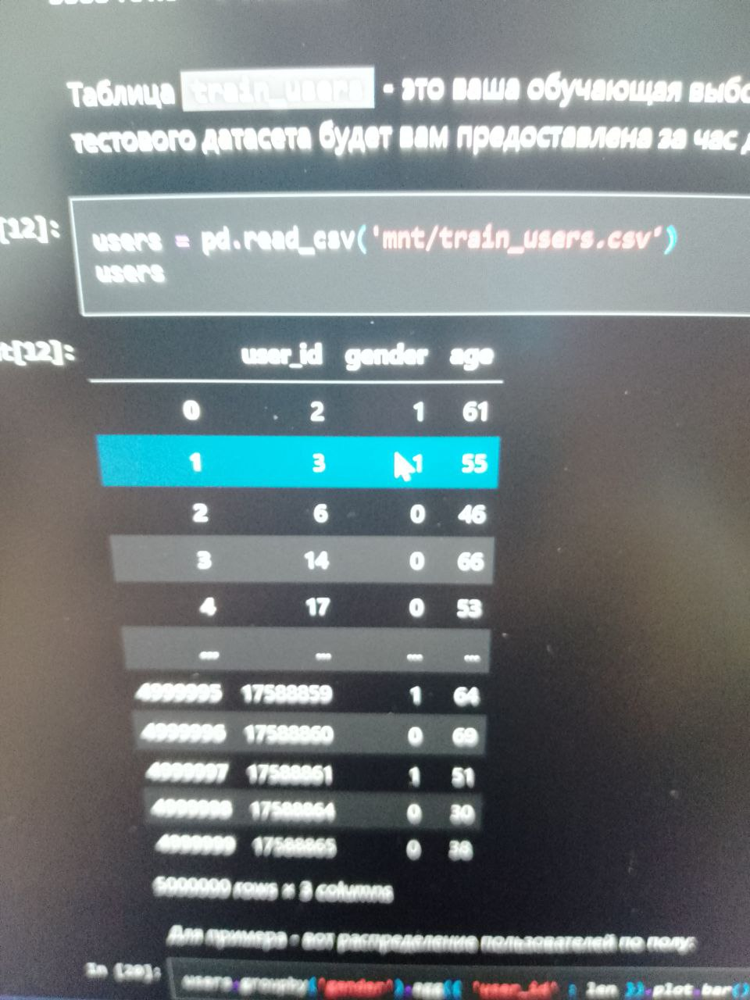 Таблица train_users - это ваша обучающая выбо
тестового датасета будет вам предоставлена за час д
[12]:
users = pd.read_csv('mnt/train_users.csv')
users
t[12]:
user_id gender age
0 2 1 61
1 3 1 55
2 6 0 46
3 14 0 66
4 17 0 53
... ... ... ...
4999995 17588859 1 64
4999996 17588860 0 69
4999997 17588861 1 51
4999998 17588864 0 30
4999999 17588865 0 38
5000000 rows × 3 columns
Для примера - вот распределение пользователей по полу:
In [20]:
users.groupby('gender').agg({ 'user_id' : len }).plot.bar()